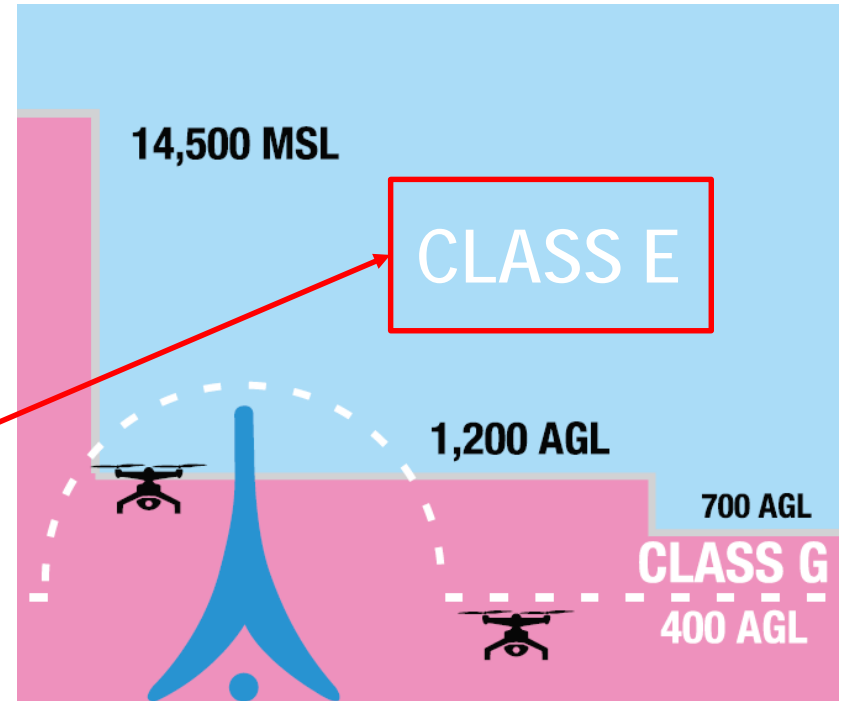 14,500 MSL
CLASS E
1,200 AGL
700 AGL
CLASS G
400 AGL